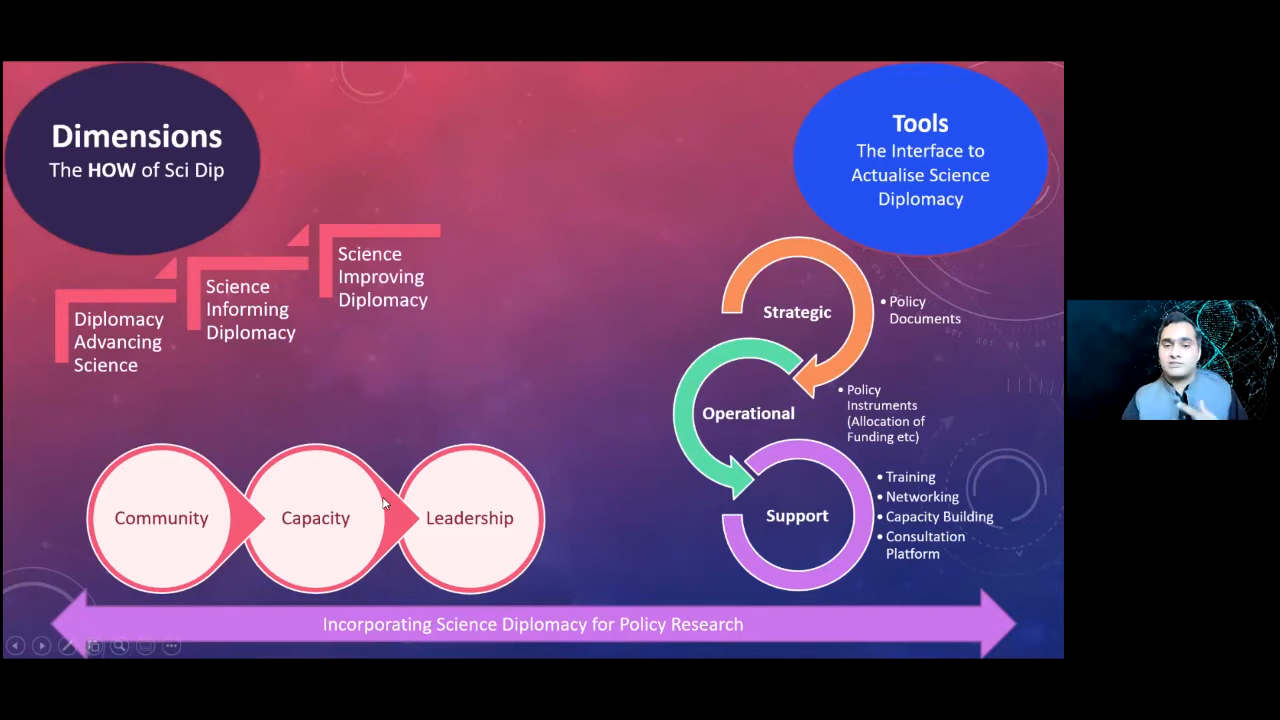 Dimensions
The HOW of Sci Dip
Diplomacy
Advancing
Science
Science
Informing
Diplomacy
Science
Improving
Diplomacy
Community
Capacity
Leadership
Tools
The Interface to
Actualise Science
Diplomacy
Strategic
• Policy
Documents
Operational
• Policy
Instruments
(Allocation of
Funding etc)
Support
• Training
• Networking
• Capacity Building
• Consultation
Platform
Incorporating Science Diplomacy for Policy Research